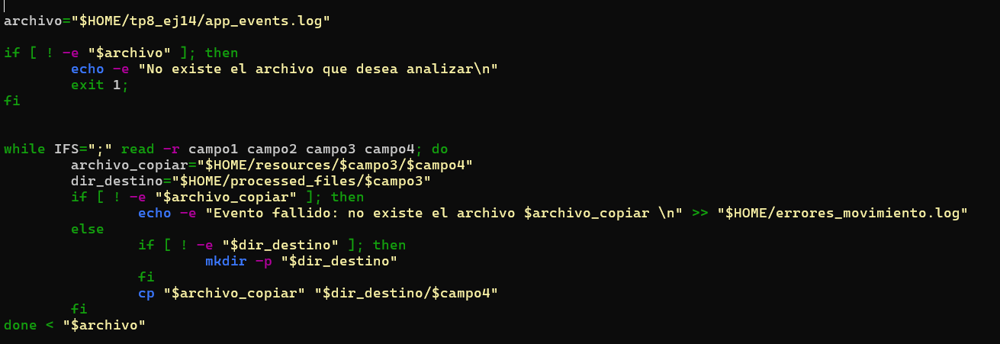 archivo="$HOME/tp8_ej14/app_events.log"
if [ ! -e "$archivo" ]; then
echo -e "No existe el archivo que desea analizar\n"
exit 1;
fi
while IFS=";" read -r campo1 campo2 campo3 campo4; do
archivo_copiar="$HOME/resources/$campo3/$campo4"
dir_destino="$HOME/processed_files/$campo3"
if [ ! -e "$archivo_copiar" ]; then
echo -e "Evento fallido: no existe el archivo $archivo_copiar \n" >> "$HOME/errores_movimiento.log"
else
if [ ! -e "$dir_destino" ]; then
mkdir -p "$dir_destino"
fi
cp "$archivo_copiar" "$dir_destino/$campo4"
fi
done < "$archivo"